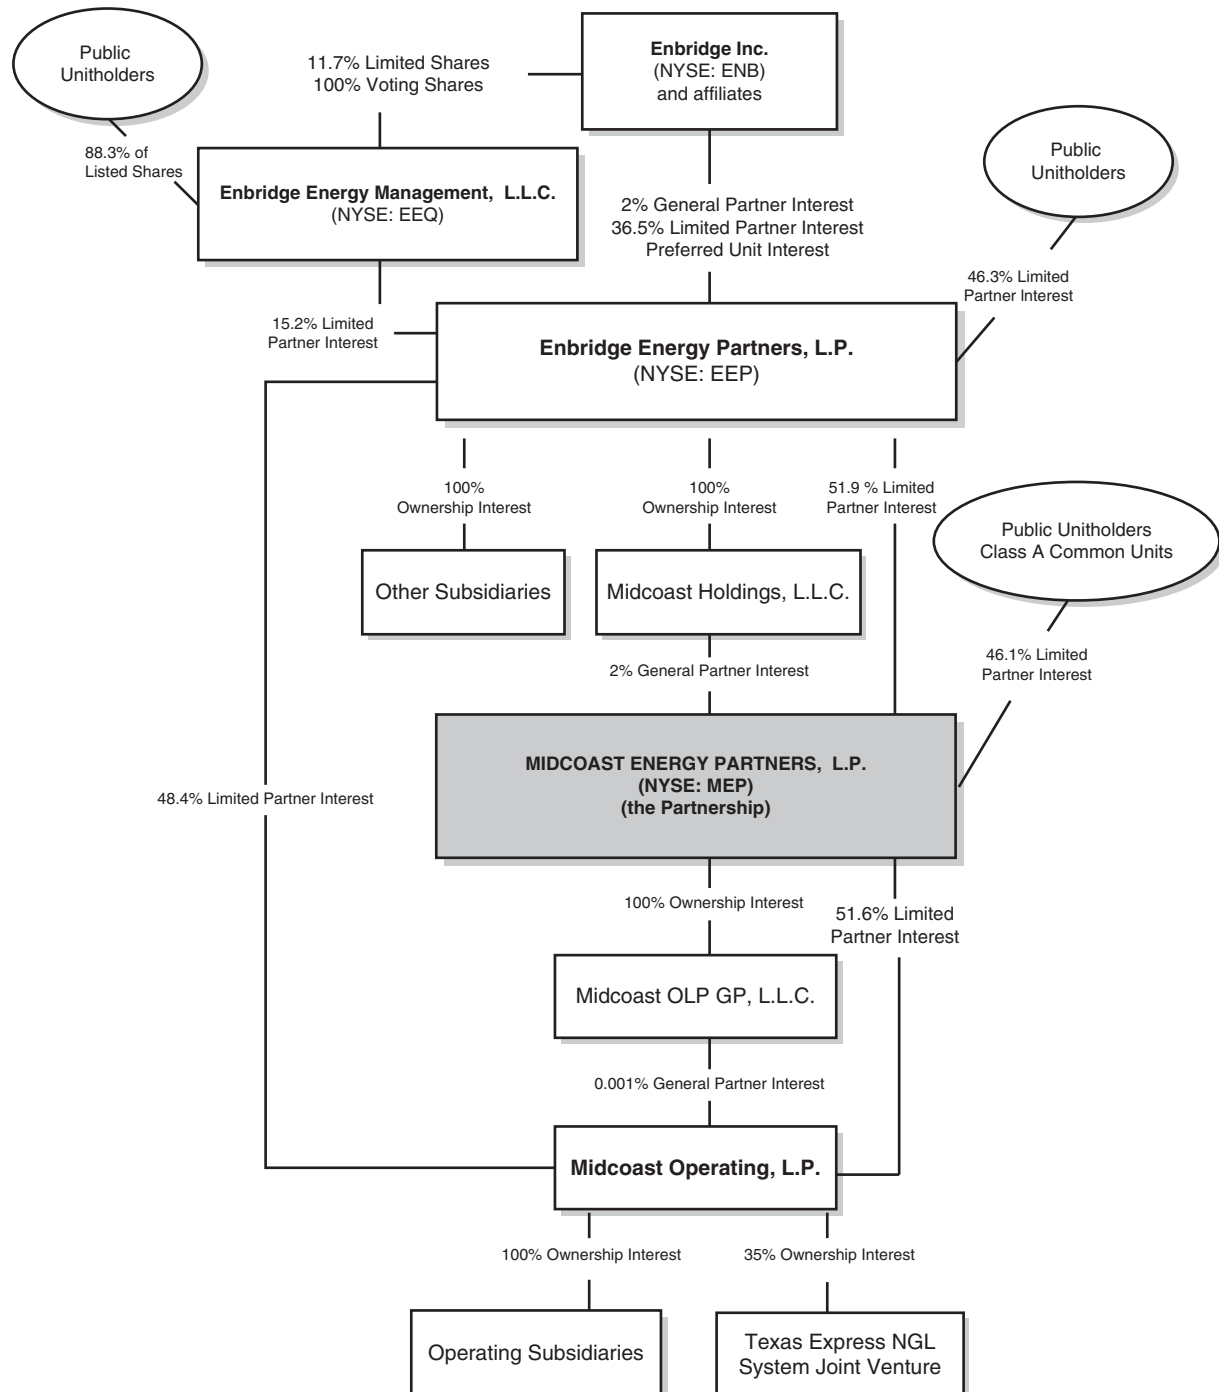 Public
Unitholders
11.7% Limited Shares
100% Voting Shares
Enbridge Inc.
(NYSE: ENB)
and affiliates
88.3% of
Listed Shares
Enbridge Energy Management, L.L.C.
(NYSE: EEQ)
Public
Unitholders
2% General Partner Interest
36.5% Limited Partner Interest
Preferred Unit Interest
46.3% Limited
Partner Interest
15.2% Limited
Partner Interest
Enbridge Energy Partners, L.P.
(NYSE: EEP)
100%
Ownership Interest
100%
Ownership Interest
51.9 % Limited
Partner Interest
Public Unitholders
Class A Common Units
Other Subsidiaries
Midcoast Holdings, L.L.C.
2% General Partner Interest
46.1% Limited
Partner Interest
MIDCOAST ENERGY PARTNERS, L.P.
(NYSE: MEP)
(the Partnership)
48.4% Limited Partner Interest
100% Ownership Interest
51.6% Limited
Partner Interest
Midcoast OLP GP, L.L.C.
0.001% General Partner Interest
Midcoast Operating, L.P.
100% Ownership Interest
35% Ownership Interest
Operating Subsidiaries
Texas Express NGL
System Joint Venture